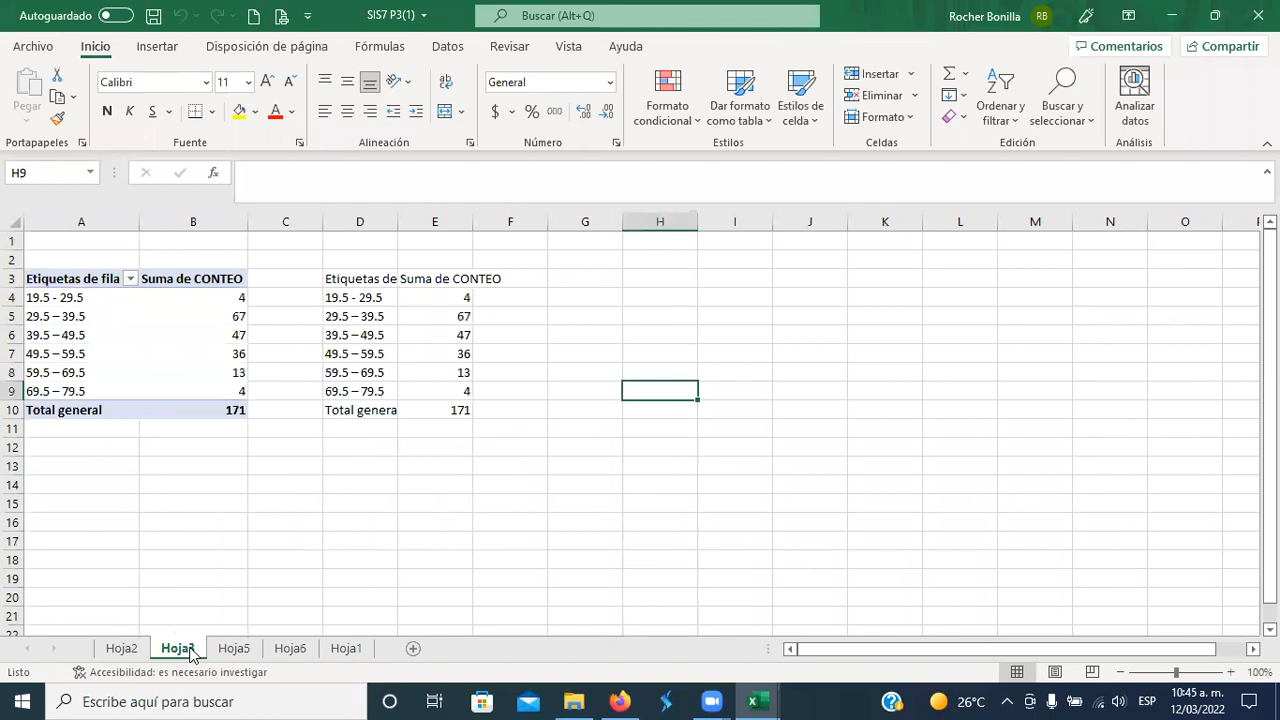 Autoguardado SIS7 P3(1) Buscar (Alt+Q) Rocher Bonilla RB
Archivo Inicio Insertar Disposición de página Fórmulas Datos Revisar Vista Ayuda Comentarios Compartir
Pegar
Portapapeles
Calibri 11
N K S
Fuente
Alineación
General
$ % 000
Número
Formato condicional
Dar formato como tabla
Estilos de celda
Estilos
Insertar
Eliminar
Formato
Celdas
Ordenar y filtrar
Buscar y seleccionar
Edición
Analizar datos
Análisis
H9 fx
A B C D E F G H I J K L M N O P
1
2
3 Etiquetas de fila Suma de CONTEO Etiquetas de Suma de CONTEO
4 19.5 - 29.5 4 19.5 - 29.5 4
5 29.5 – 39.5 67 29.5 – 39.5 67
6 39.5 – 49.5 47 39.5 – 49.5 47
7 49.5 – 59.5 36 49.5 – 59.5 36
8 59.5 – 69.5 13 59.5 – 69.5 13
9 69.5 – 79.5 4 69.5 – 79.5 4
10 Total general 171 Total genera 171
11
12
13
14
15
16
17
18
19
20
21
22
Hoja2 Hoja3 Hoja5 Hoja6 Hoja1
Listo Accesibilidad: es necesario investigar 100%
Escribe aquí para buscar 26°C ESP 10:45 a. m.
12/03/2022